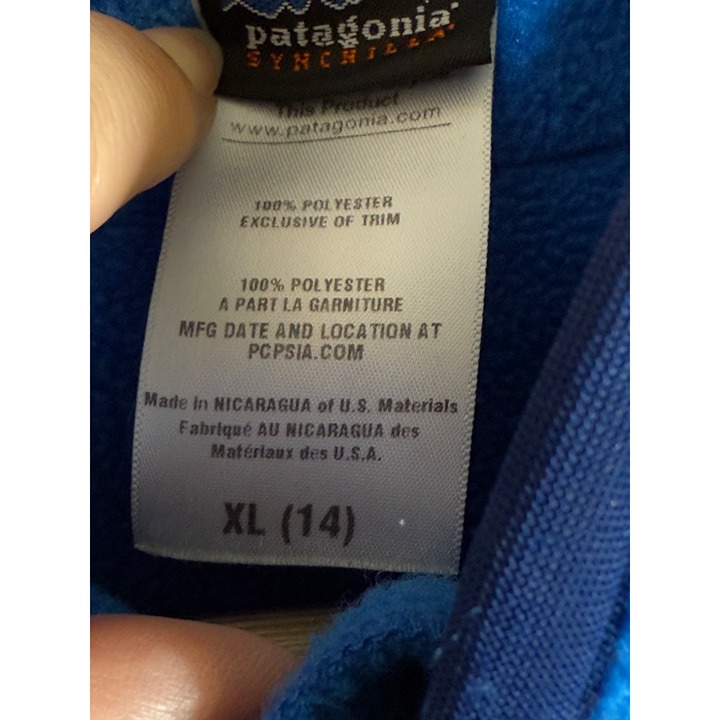 patagonia®
SYNCHILLA®
This Product
www.patagonia.com
100% POLYESTER
EXCLUSIVE OF TRIM
100% POLYESTER
A PART LA GARNITURE
MFG DATE AND LOCATION AT
PCPSIA.COM
Made in NICARAGUA of U.S. Materials
Fabriqué AU NICARAGUA des
Matériaux des U.S.A.
XL (14)